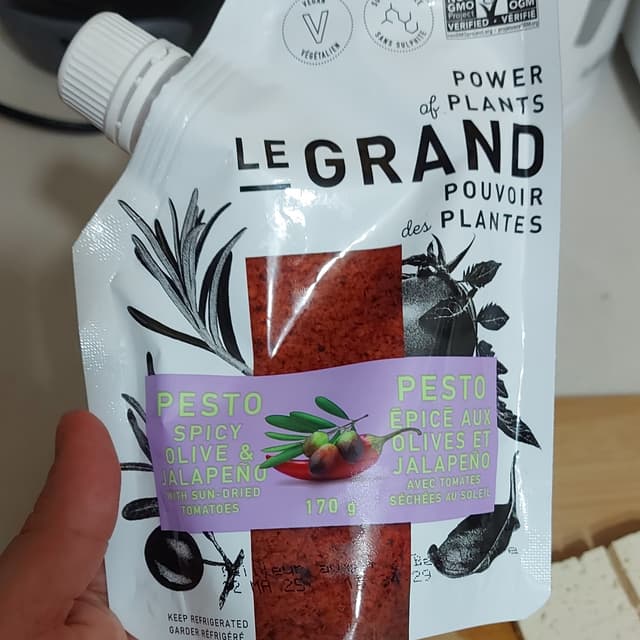 VEGAN
VÉGÉTALIEN
SANS SULFITE
GMO
Project
VERIFIED
OGM
VÉRIFIÉ
POWER
of PLANTS
LE GRAND
POUVOIR
des PLANTES
PESTO
SPICY
OLIVE &
JALAPEÑO
WITH SUN-DRIED
TOMATOES
PESTO
ÉPICÉ AUX
OLIVES ET
JALAPEÑO
AVEC TOMATES
SÉCHÉES AU SOLEIL
170 g
KEEP REFRIGERATED
GARDER RÉFRIGÉRÉ